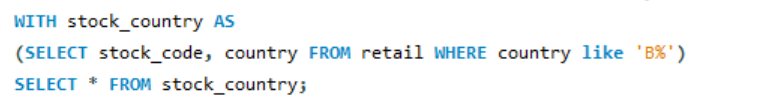 WITH stock_country AS
(SELECT stock_code, country FROM retail WHERE country like 'B%')
SELECT * FROM stock_country;